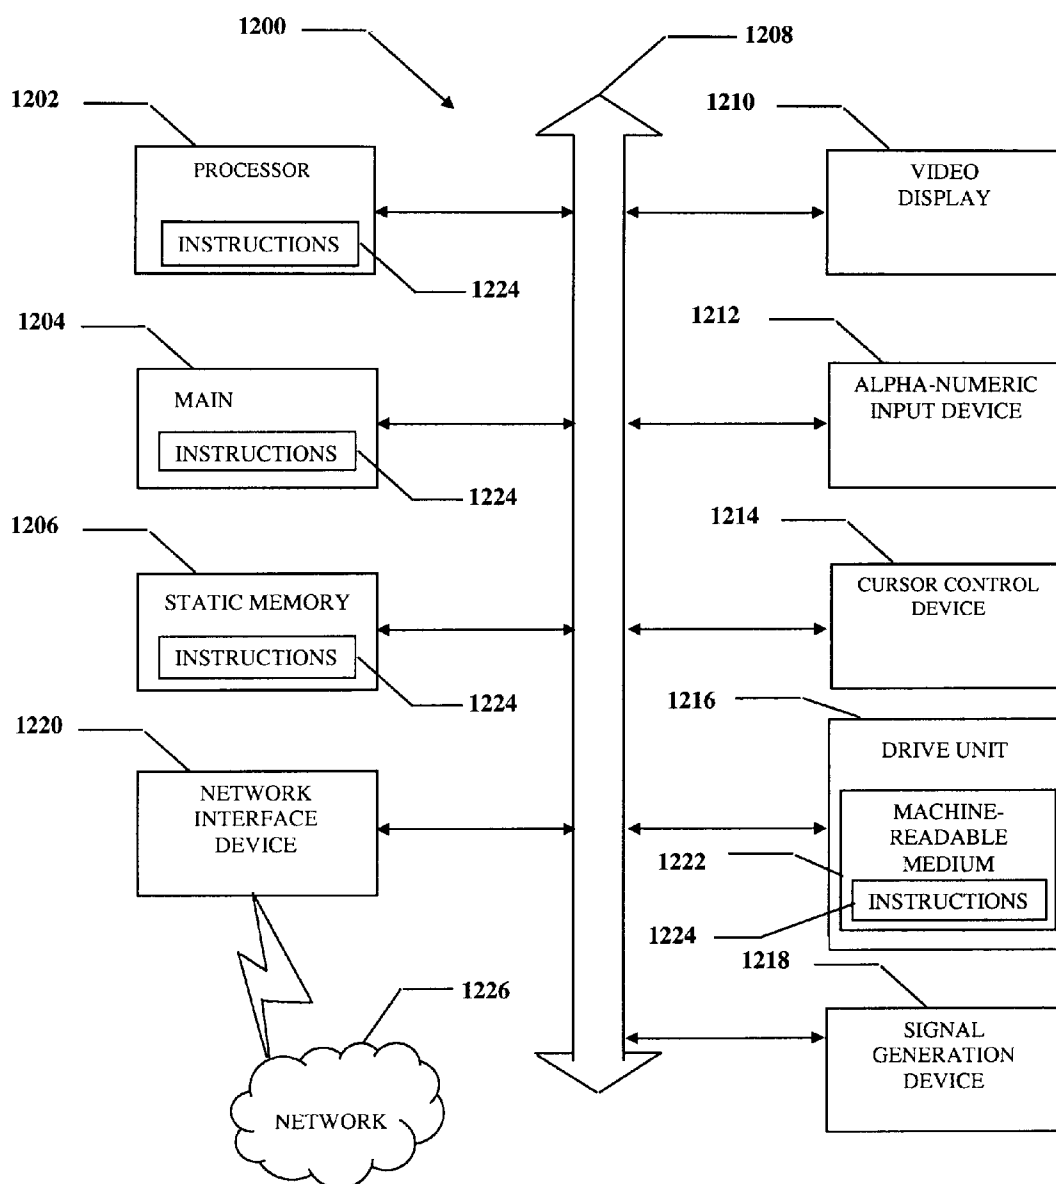 1200
1208
1202
PROCESSOR
INSTRUCTIONS
1224
1204
MAIN
INSTRUCTIONS
1224
1206
STATIC MEMORY
INSTRUCTIONS
1224
1220
NETWORK
INTERFACE
DEVICE
1226
NETWORK
1210
VIDEO
DISPLAY
1212
ALPHA-NUMERIC
INPUT DEVICE
1214
CURSOR CONTROL
DEVICE
1216
DRIVE UNIT
MACHINE-
READABLE
MEDIUM
1222
INSTRUCTIONS
1224
1218
SIGNAL
GENERATION
DEVICE